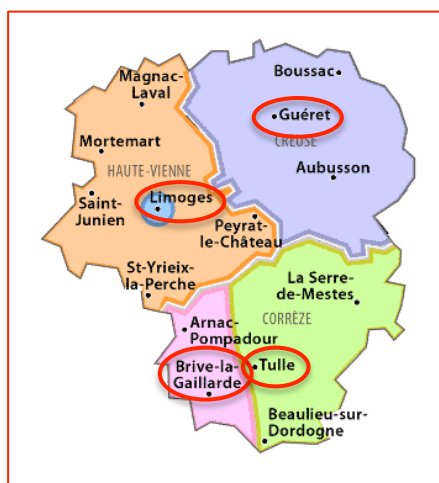 Boussac
Magnac-
Laval
Guéret
CREUSE
Mortemart
HAUTE-VIENNE
Aubusson
Limoges
Saint-
Junien
Peyrat-
le-Château
St-Yrieix-
la-Perche
La Serre-
de-Mestes
CORRÈZE
Arnac-
Pompadour
Brive-la-
Gaillarde
Tulle
Beaulieu-sur-
Dordogne